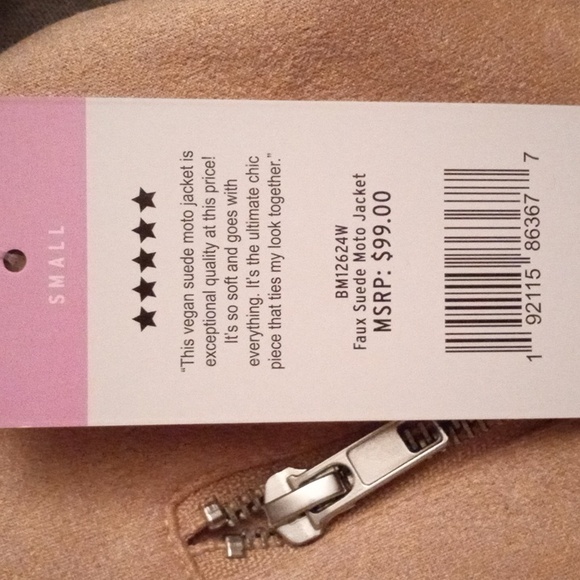 SMALL
★★★★★
"This vegan suede moto jacket is
exceptional quality at this price!
It's so soft and goes with
everything. It's the ultimate chic
piece that ties my look together."
BM12624W
Faux Suede Moto Jacket
MSRP: $99.00
1 92115 86367 7